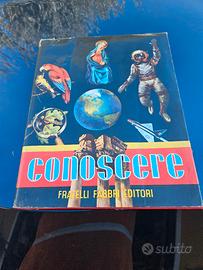 conoscere
FRATELLI FABBRI EDITORI
subito